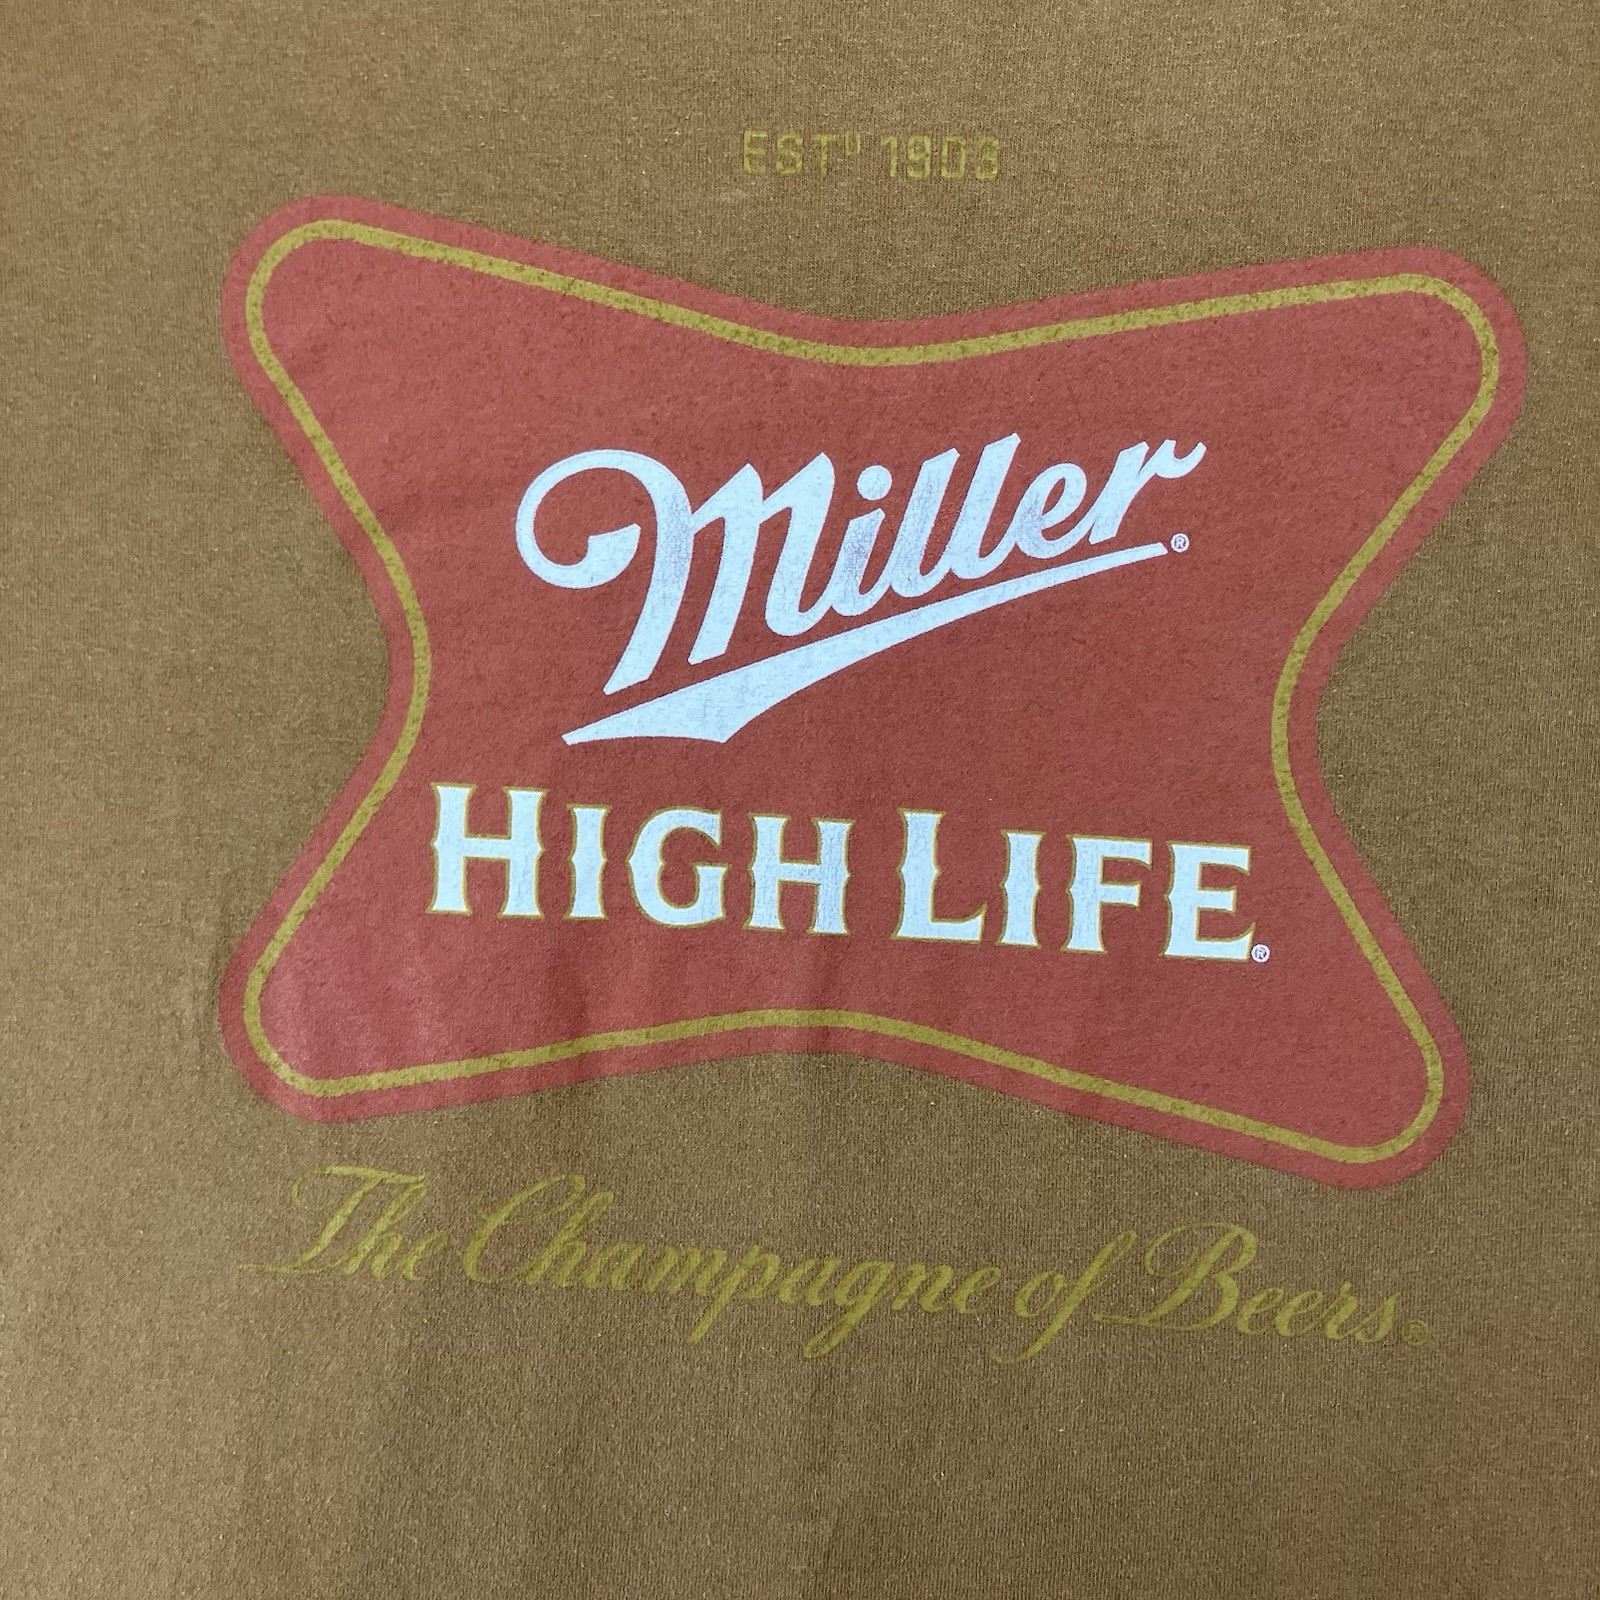 ESTD 1903
Miller®
HIGH LIFE®
The Champagne of Beers®